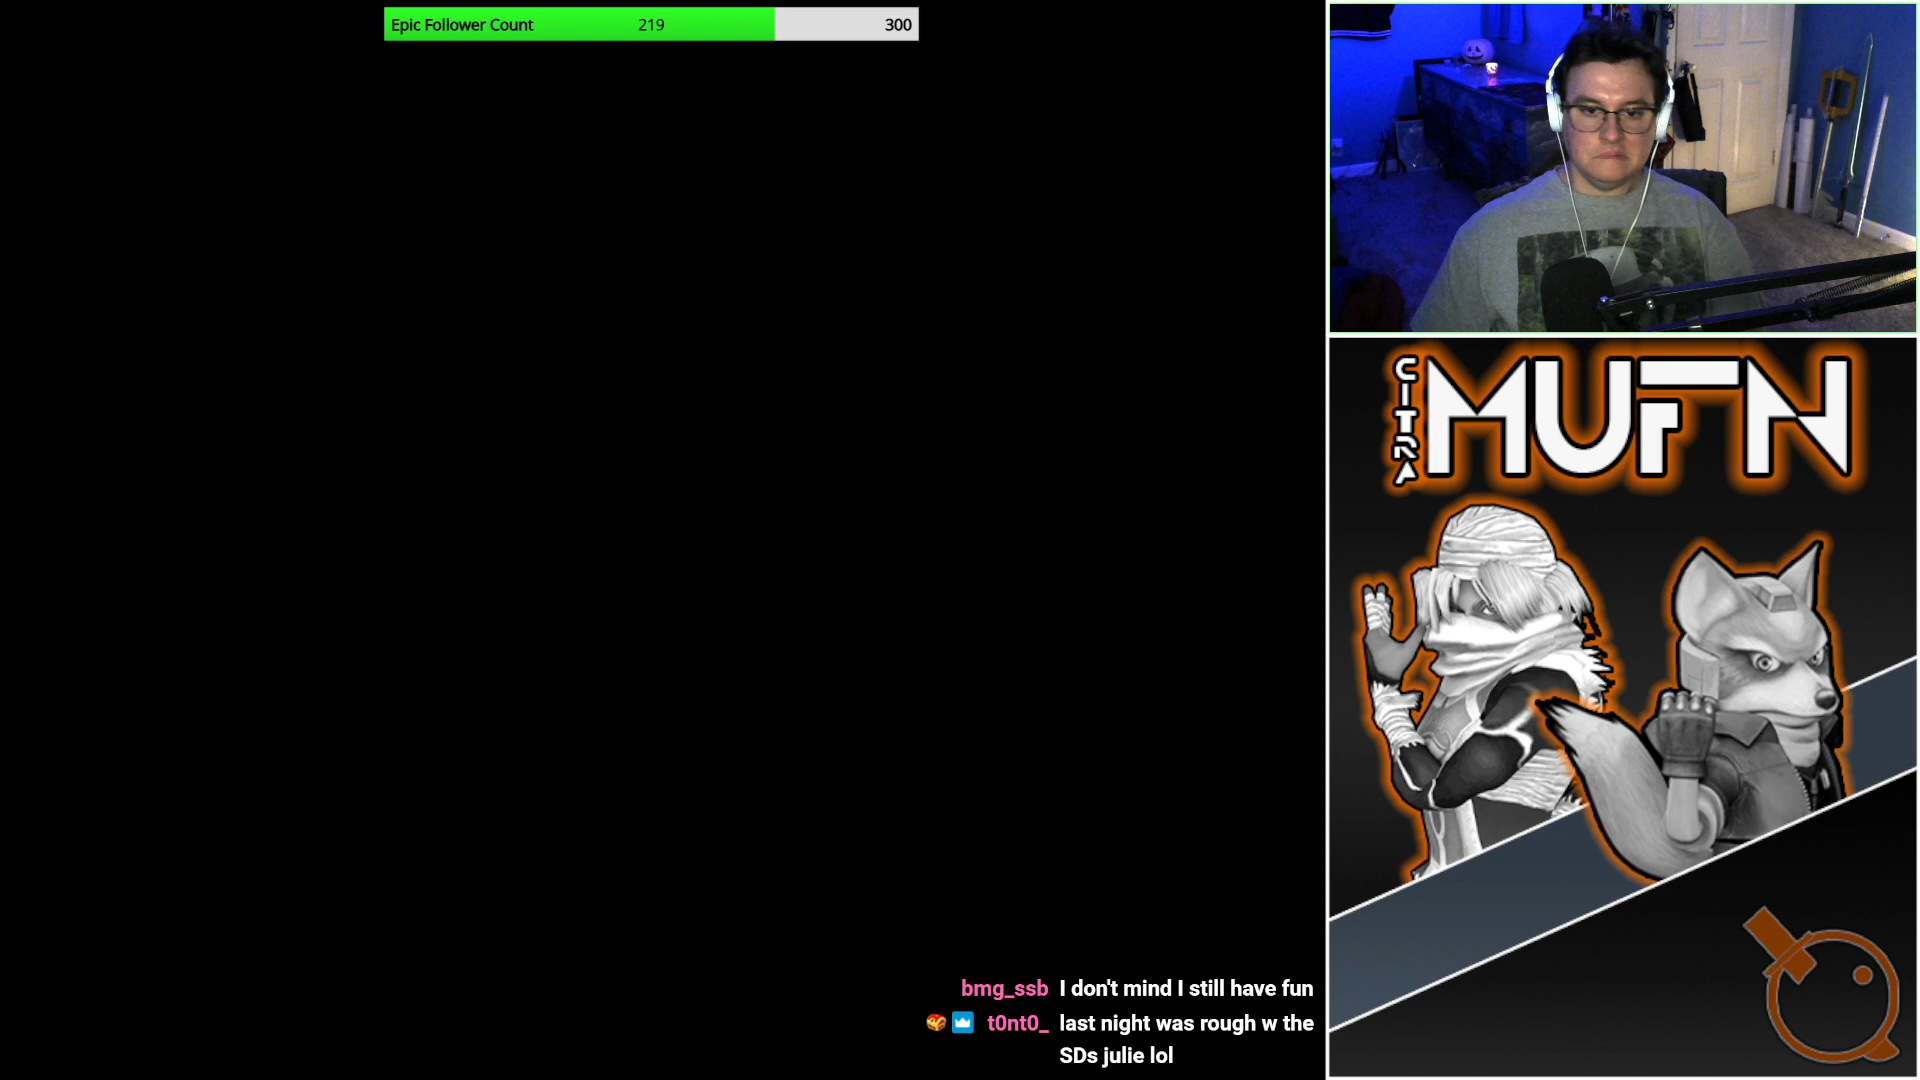 Epic Follower Count 219 300
CITRA MUFN
bmg_ssb I don't mind I still have fun
t0nt0_ last night was rough w the
SDs julie lol